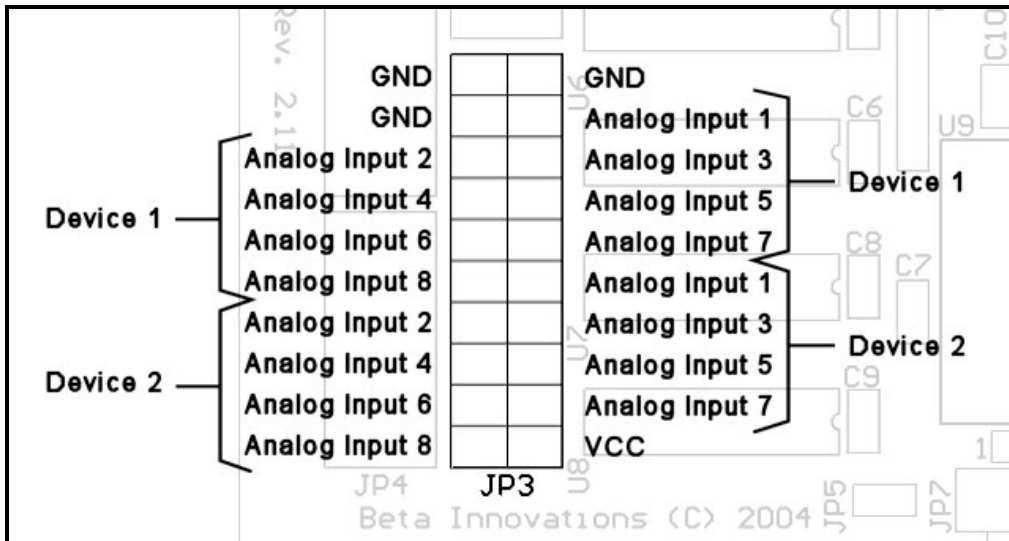 Rev. 2.11
GND
GND
Analog Input 2
Analog Input 4
Analog Input 6
Analog Input 8
Analog Input 2
Analog Input 4
Analog Input 6
Analog Input 8
Device 1
Device 2
GND
Analog Input 1
Analog Input 3
Analog Input 5
Analog Input 7
Analog Input 1
Analog Input 3
Analog Input 5
Analog Input 7
VCC
Device 1
Device 2
U6
U7
U8
C6
C8
C7
C9
C10
U9
1
JP4
JP3
JP5
JP7
Beta Innovations (C) 2004